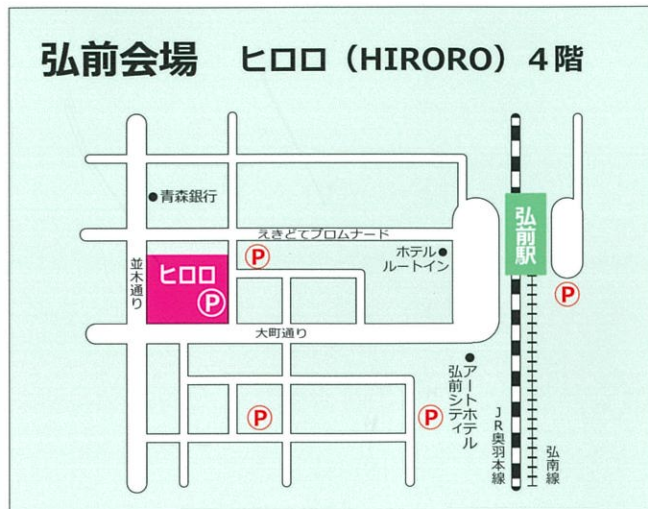 弘前会場 ヒロロ（HIRORO）４階
●青森銀行
えきどてプロムナード
弘前駅
並木通り
ヒロロ
P
P
ホテル●
ルートイン
P
大町通り
●アートホテル
弘前シティ
P
P
JR奥羽本線
弘南線